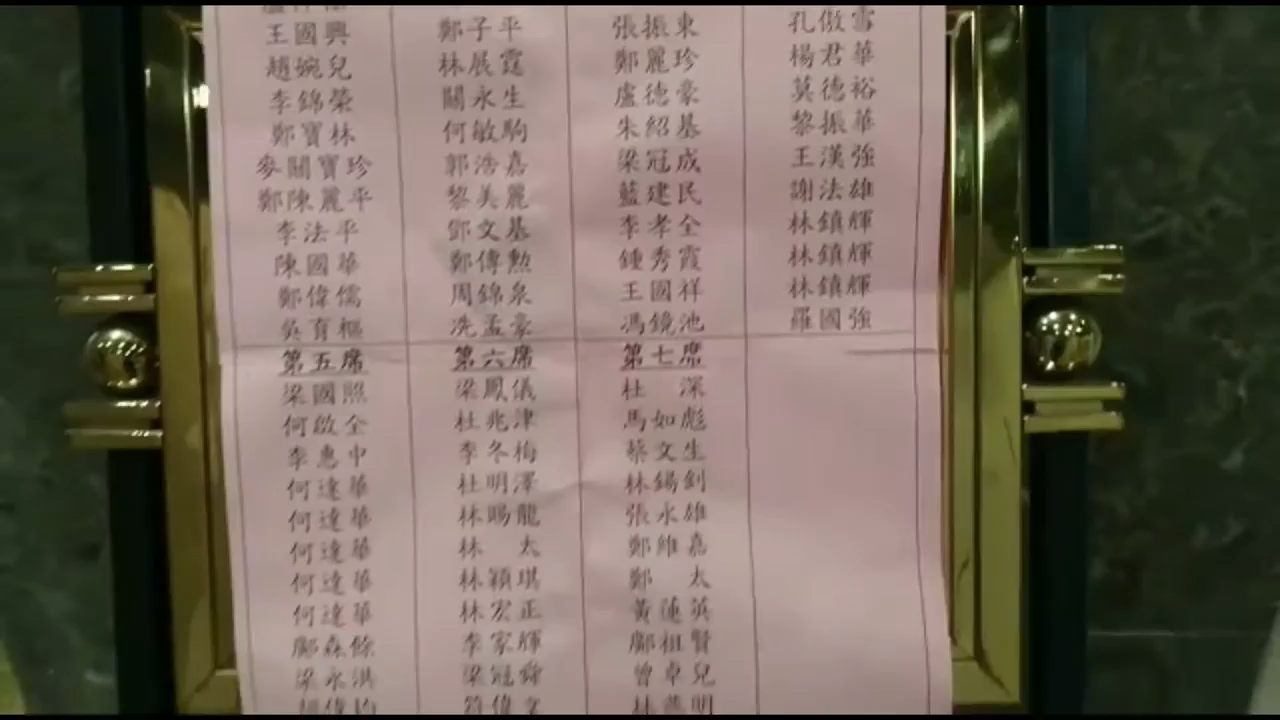 王國興 鄭子平 張振東 孔傲雪
趙婉兒 林展霆 鄭麗珍 楊君華
李錦榮 關永生 盧德豪 莫德裕
鄭寶林 何敏駒 朱紹基 黎振華
麥關寶珍 郭浩嘉 梁冠成 王漢強
鄭陳麗平 黎美麗 藍建民 謝法雄
李法平 鄧文基 李孝全 林鎮輝
陳國華 鄭傳勲 鍾秀霞 林鎮輝
鄭偉儒 周錦泉 王國祥 林鎮輝
吳育樞 冼孟豪 馮鏡池 羅國強
第五席 第六席 第七席
梁國照 梁鳳儀 杜 深
何啟全 杜兆津 馬如彪
李惠中 李冬梅 蔡文生
何達華 杜明澤 林錫釗
何達華 林賜龍 張永雄
何達華 林 太 鄭維嘉
何達華 林穎琪 鄭 太
何達華 林宏正 黃蓮英
鄺森餘 李家輝 鄺祖賢
梁永淇 梁冠舜 曾卓兒